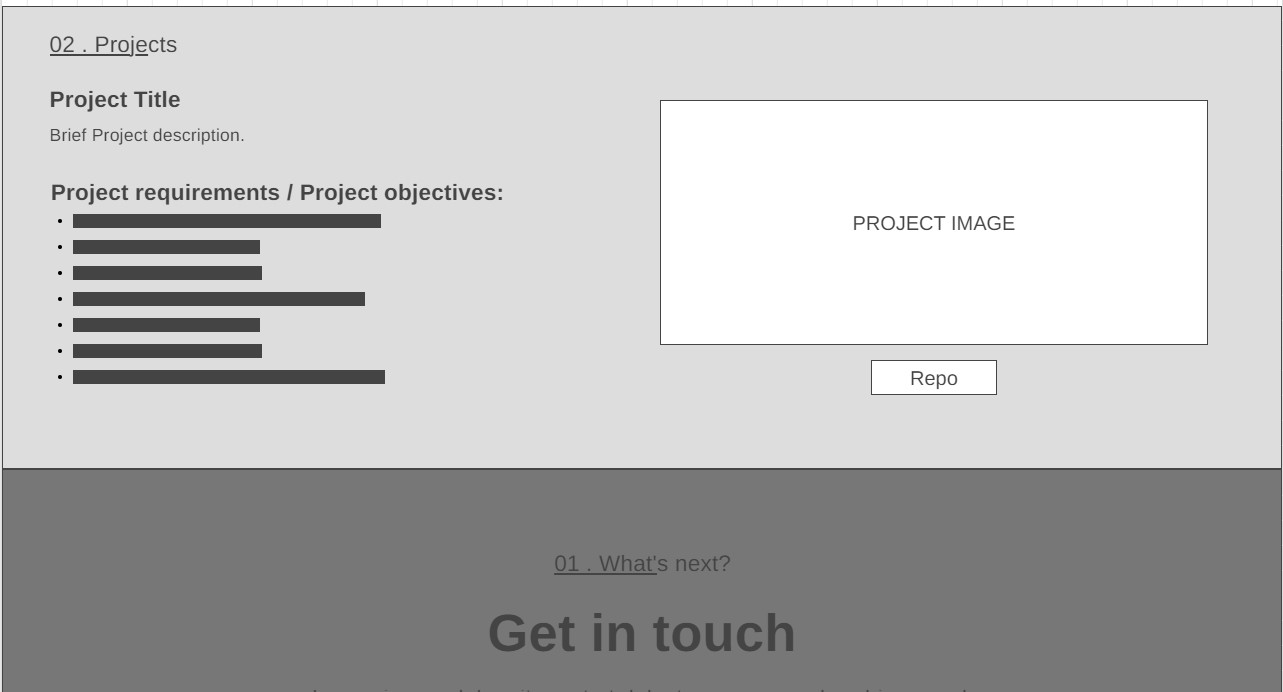 02 . Projects
Project Title
Brief Project description.
Project requirements / Project objectives:
PROJECT IMAGE
Repo
01 . What's next?
Get in touch